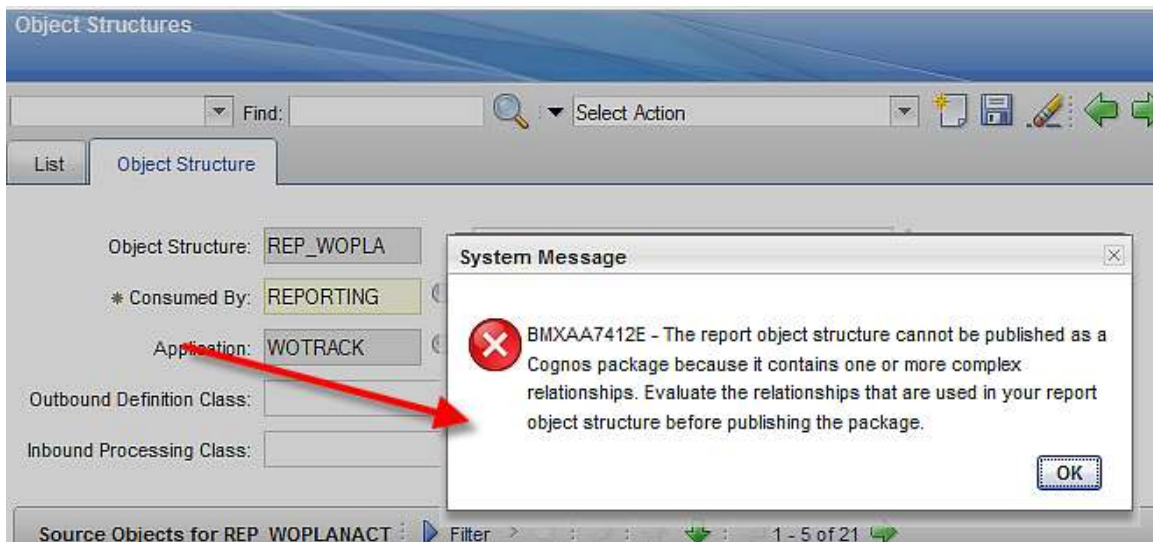 Object Structures
Find:
Select Action
List
Object Structure
Object Structure: REP_WOPLA
* Consumed By: REPORTING
Application: WOTRACK
Outbound Definition Class:
Inbound Processing Class:
System Message
BMXAA7412E - The report object structure cannot be published as a
Cognos package because it contains one or more complex
relationships. Evaluate the relationships that are used in your report
object structure before publishing the package.
OK
Source Objects for REP_WOPLANACT
Filter
1 - 5 of 21